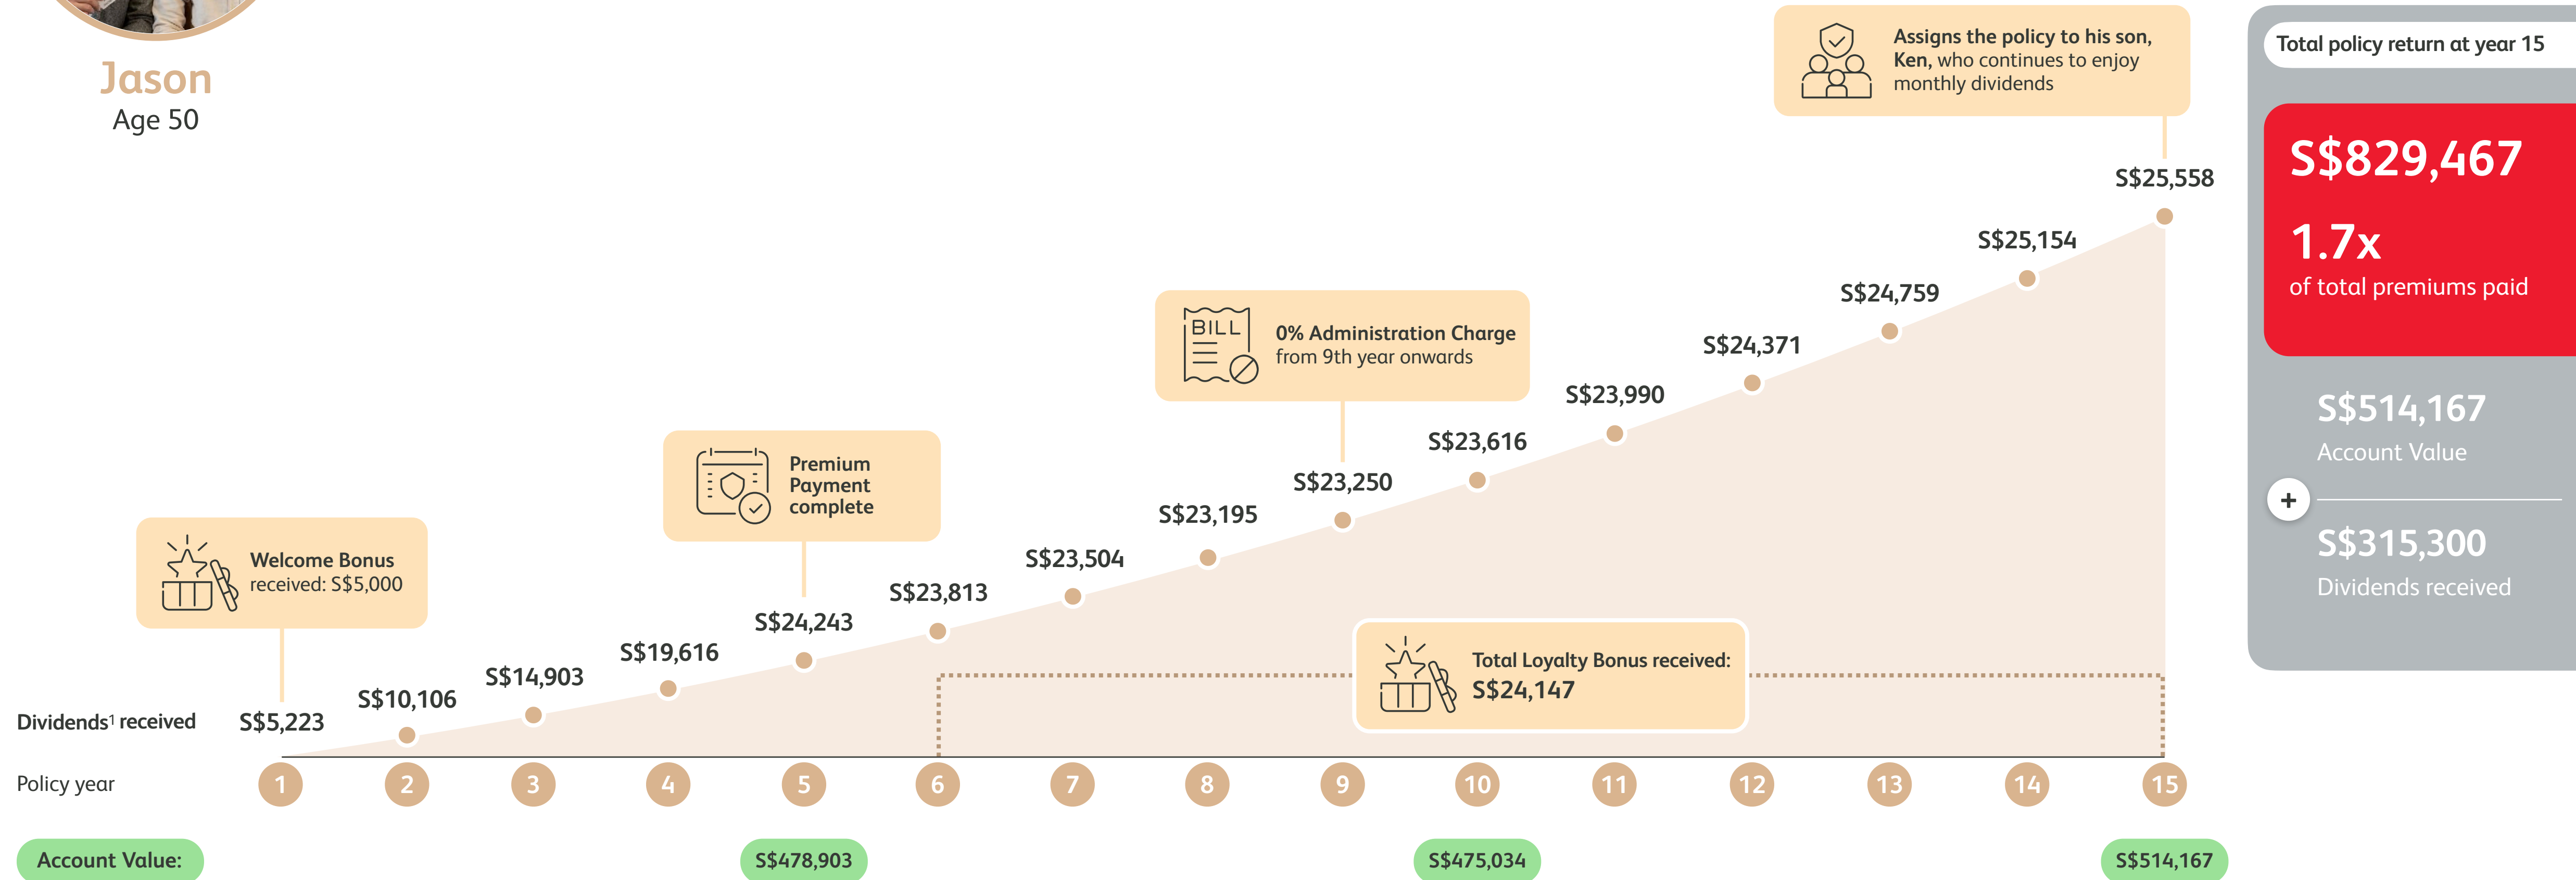 Jason
Age 50
Assigns the policy to his son,
Ken, who continues to enjoy
monthly dividends
BILL
0% Administration Charge
from 9th year onwards
Premium
Payment
complete
Welcome Bonus
received: S$5,000
Total Loyalty Bonus received:
S$24,147
Dividends¹ received
S$5,223
S$10,106
S$14,903
S$19,616
S$24,243
S$23,813
S$23,504
S$23,195
S$23,250
S$23,616
S$23,990
S$24,371
S$24,759
S$25,154
S$25,558
Policy year
1 2 3 4 5 6 7 8 9 10 11 12 13 14 15
Account Value:
S$478,903
S$475,034
S$514,167
Total policy return at year 15
S$829,467
1.7x
of total premiums paid
S$514,167
Account Value
+
S$315,300
Dividends received